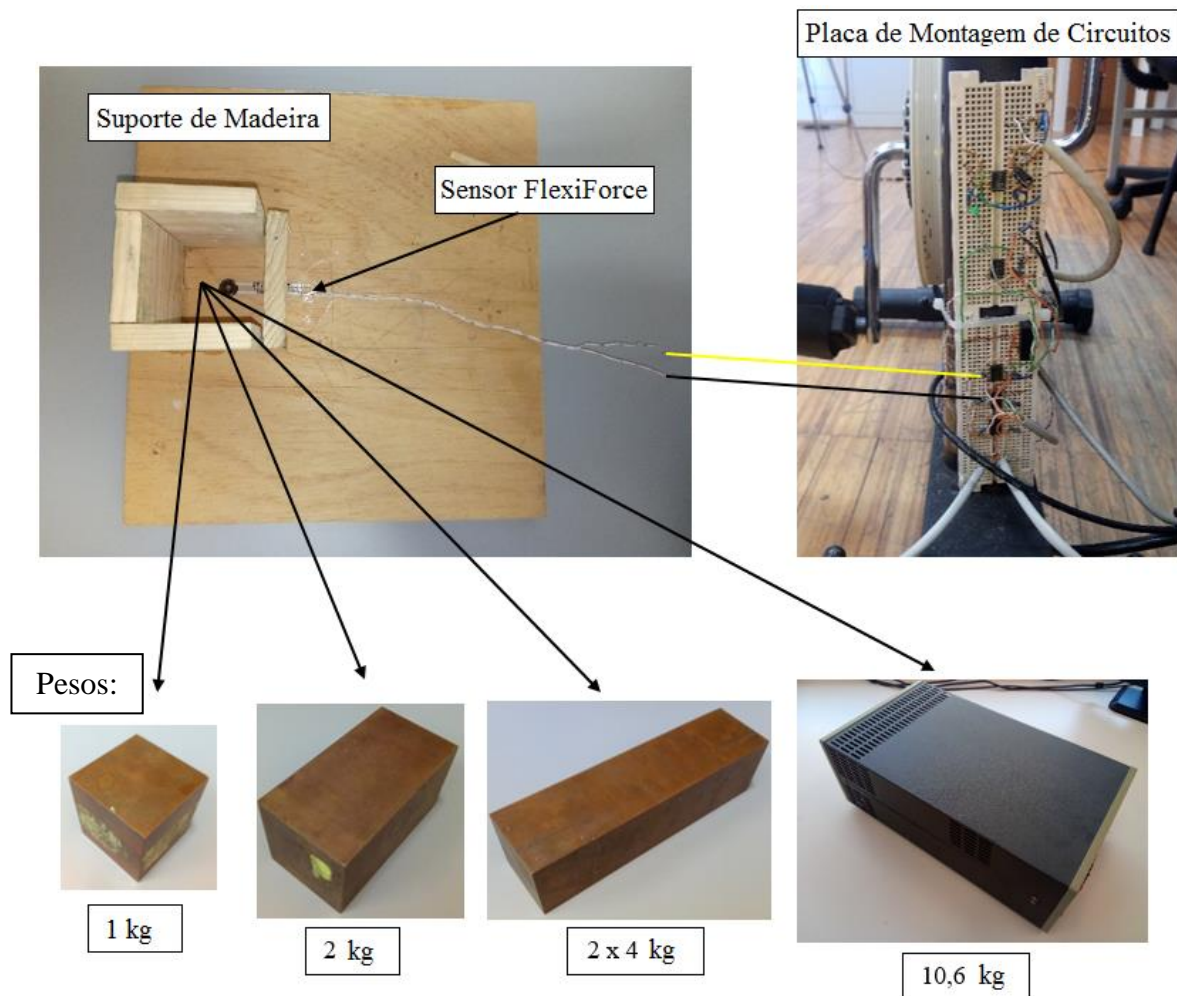 Placa de Montagem de Circuitos
Suporte de Madeira
Sensor FlexiForce
Pesos:
1 kg
2 kg
2 x 4 kg
10,6 kg